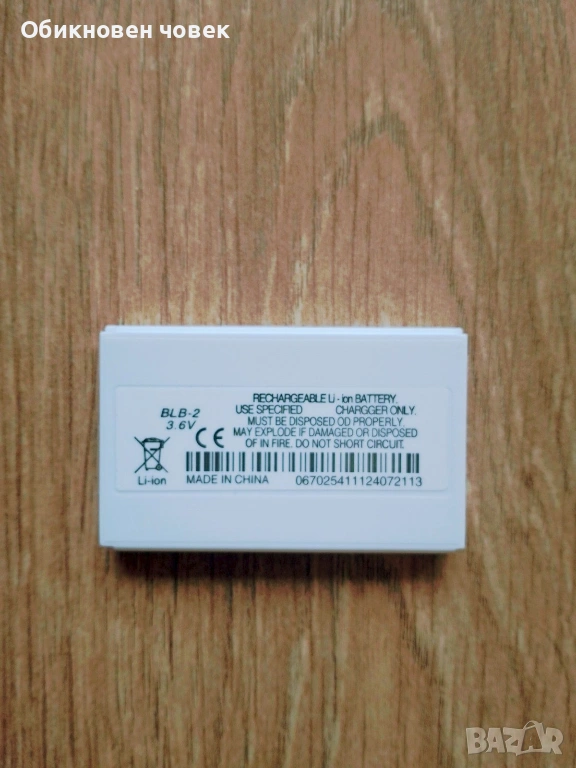 Обикновен човек
RECHARGEABLE Li-ion BATTERY.
USE SPECIFIED CHARGGER ONLY.
MUST BE DISPOSED OD PROPERLY.
MAY EXPLODE IF DAMAGED OR DISPOSED
OF IN FIRE. DO NOT SHORT CIRCUIT.
BLB-2
3.6V
CE
Li-ion
MADE IN CHINA 067025411124072113
BAZAR